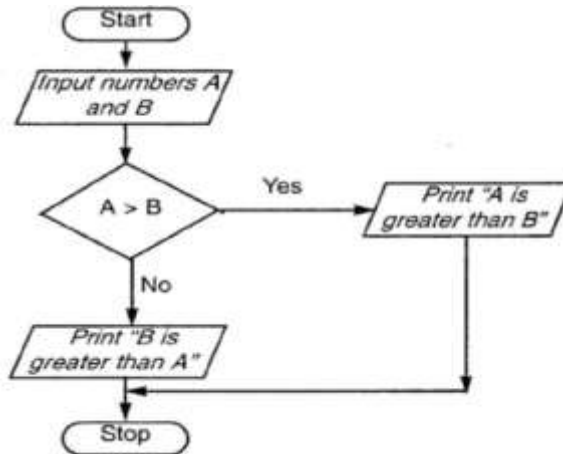 Start
Input numbers A
and B
A > B
Yes
Print "A is
greater than B"
No
Print "B is
greater than A"
Stop